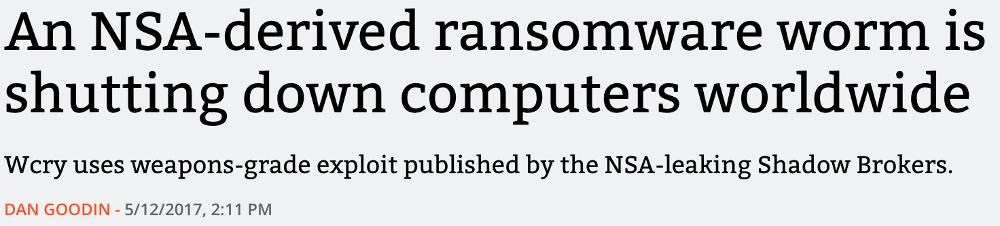 An NSA-derived ransomware worm is
shutting down computers worldwide
Wcry uses weapons-grade exploit published by the NSA-leaking Shadow Brokers.
DAN GOODIN - 5/12/2017, 2:11 PM